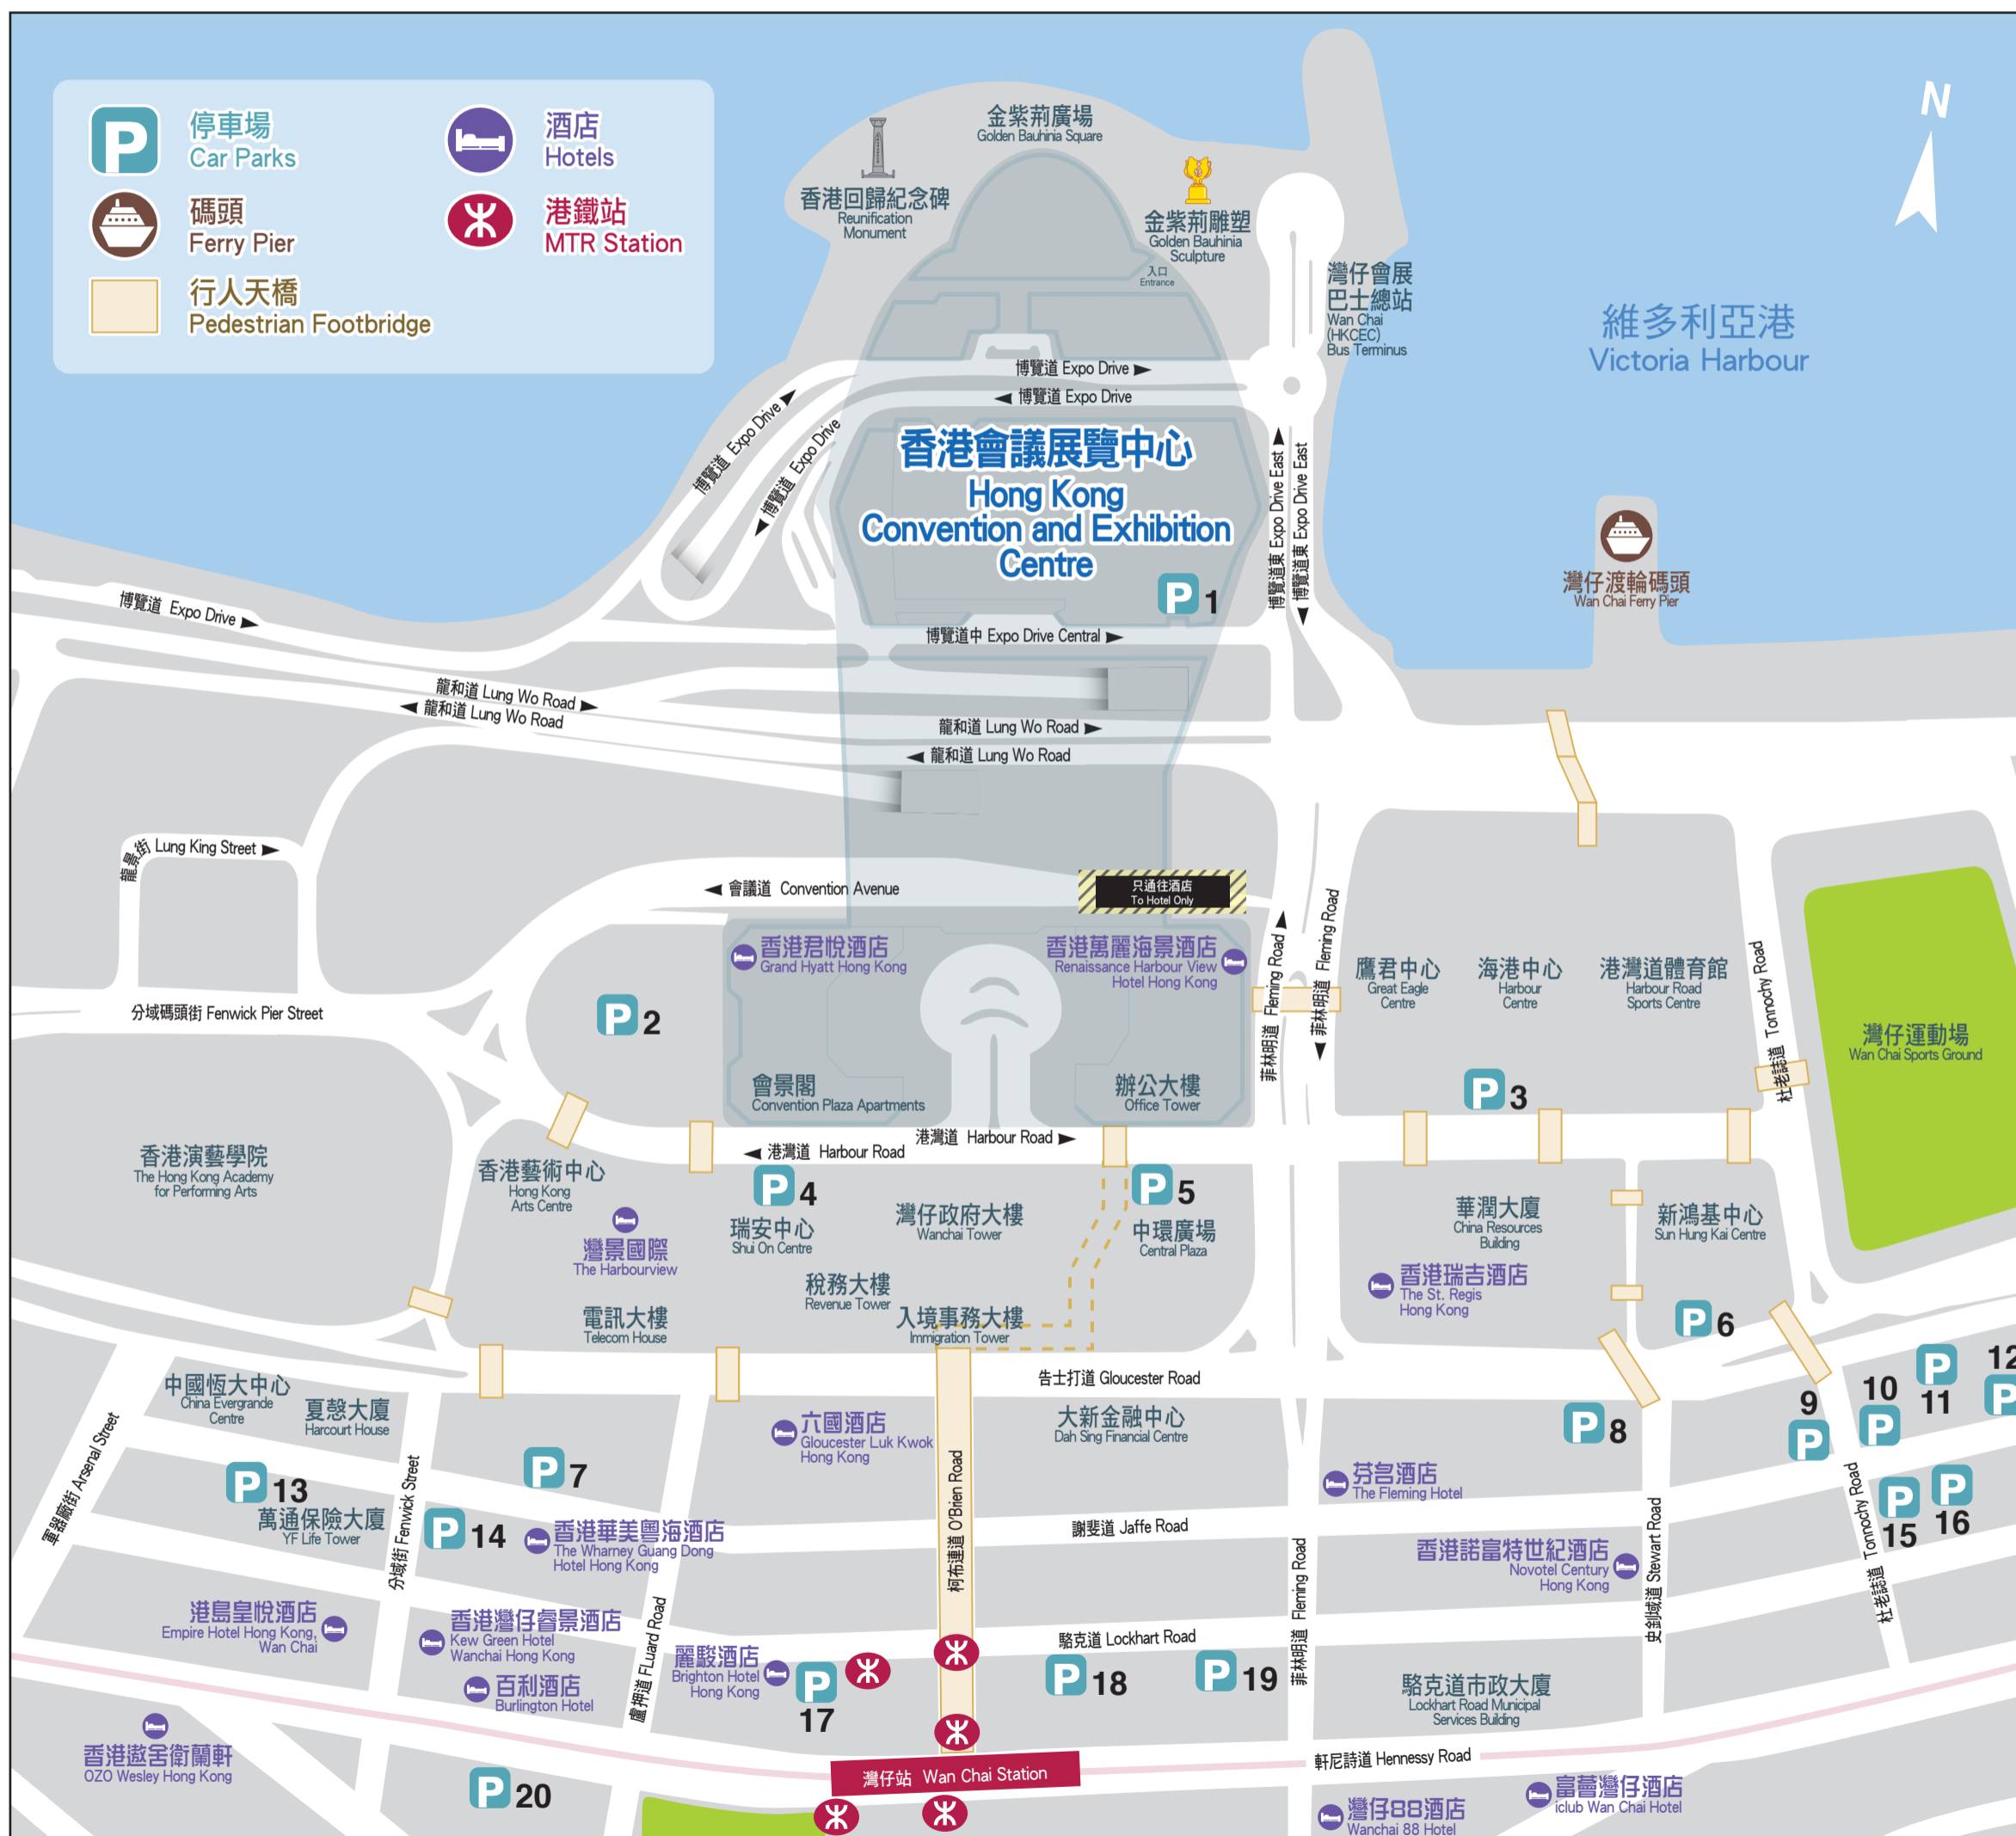 P
停車場
Car Parks
酒店
Hotels
碼頭
Ferry Pier
港鐵站
MTR Station
行人天橋
Pedestrian Footbridge
N
金紫荊廣場
Golden Bauhinia Square
香港回歸紀念碑
Reunification
Monument
金紫荊雕塑
Golden Bauhinia
Sculpture
入口
Entrance
灣仔會展
巴士總站
Wan Chai
(HKCEC)
Bus Terminus
維多利亞港
Victoria Harbour
博覽道 Expo Drive
博覽道 Expo Drive
博覽道 Expo Drive
博覽道 Expo Drive
香港會議展覽中心
Hong Kong
Convention and Exhibition
Centre
P 1
博覽道東 Expo Drive East
博覽道東 Expo Drive East
灣仔渡輪碼頭
Wan Chai Ferry Pier
博覽道 Expo Drive
博覽道中 Expo Drive Central
龍和道 Lung Wo Road
龍和道 Lung Wo Road
龍和道 Lung Wo Road
龍和道 Lung Wo Road
龍景街 Lung King Street
會議道 Convention Avenue
只通往酒店
To Hotel Only
香港君悅酒店
Grand Hyatt Hong Kong
香港萬麗海景酒店
Renaissance Harbour View
Hotel Hong Kong
菲林明道 Fleming Road
菲林明道 Fleming Road
鷹君中心
Great Eagle
Centre
海港中心
Harbour
Centre
港灣道體育館
Harbour Road
Sports Centre
杜老誌道 Tonnochy Road
灣仔運動場
Wan Chai Sports Ground
分域碼頭街 Fenwick Pier Street
P 2
會景閣
Convention Plaza Apartments
辦公大樓
Office Tower
P 3
港灣道 Harbour Road
港灣道 Harbour Road
香港演藝學院
The Hong Kong Academy
for Performing Arts
香港藝術中心
Hong Kong
Arts Centre
P 4
瑞安中心
Shui On Centre
灣仔政府大樓
Wanchai Tower
P 5
中環廣場
Central Plaza
華潤大廈
China Resources
Building
新鴻基中心
Sun Hung Kai Centre
灣景國際
The Harbourview
稅務大樓
Revenue Tower
香港瑞吉酒店
The St. Regis
Hong Kong
電訊大樓
Telecom House
入境事務大樓
Immigration Tower
P 6
告士打道 Gloucester Road
中國恆大中心
China Evergrande
Centre
夏愨大廈
Harcourt House
六國酒店
Gloucester Luk Kwok
Hong Kong
大新金融中心
Dah Sing Financial Centre
P 8
9
P
10
P
P
11
12
P
軍器廠街 Arsenal Street
P 13
萬通保險大廈
YF Life Tower
分域街 Fenwick Street
P 7
P 14
香港華美粵海酒店
The Wharney Guang Dong
Hotel Hong Kong
柯布連道 O'Brien Road
謝斐道 Jaffe Road
芬名酒店
The Fleming Hotel
菲林明道 Fleming Road
香港諾富特世紀酒店
Novotel Century
Hong Kong
史釗域道 Stewart Road
杜老誌道 Tonnochy Road
P
15
P
16
港島皇悅酒店
Empire Hotel Hong Kong,
Wan Chai
香港灣仔睿景酒店
Kew Green Hotel
Wanchai Hong Kong
百利酒店
Burlington Hotel
盧押道 FLuard Road
麗駿酒店
Brighton Hotel
Hong Kong
P
17
駱克道 Lockhart Road
P 18
P 19
駱克道市政大廈
Lockhart Road Municipal
Services Building
香港遨舍衛蘭軒
OZO Wesley Hong Kong
P 20
灣仔站 Wan Chai Station
軒尼詩道 Hennessy Road
灣仔88酒店
Wanchai 88 Hotel
富薈灣仔酒店
iclub Wan Chai Hotel